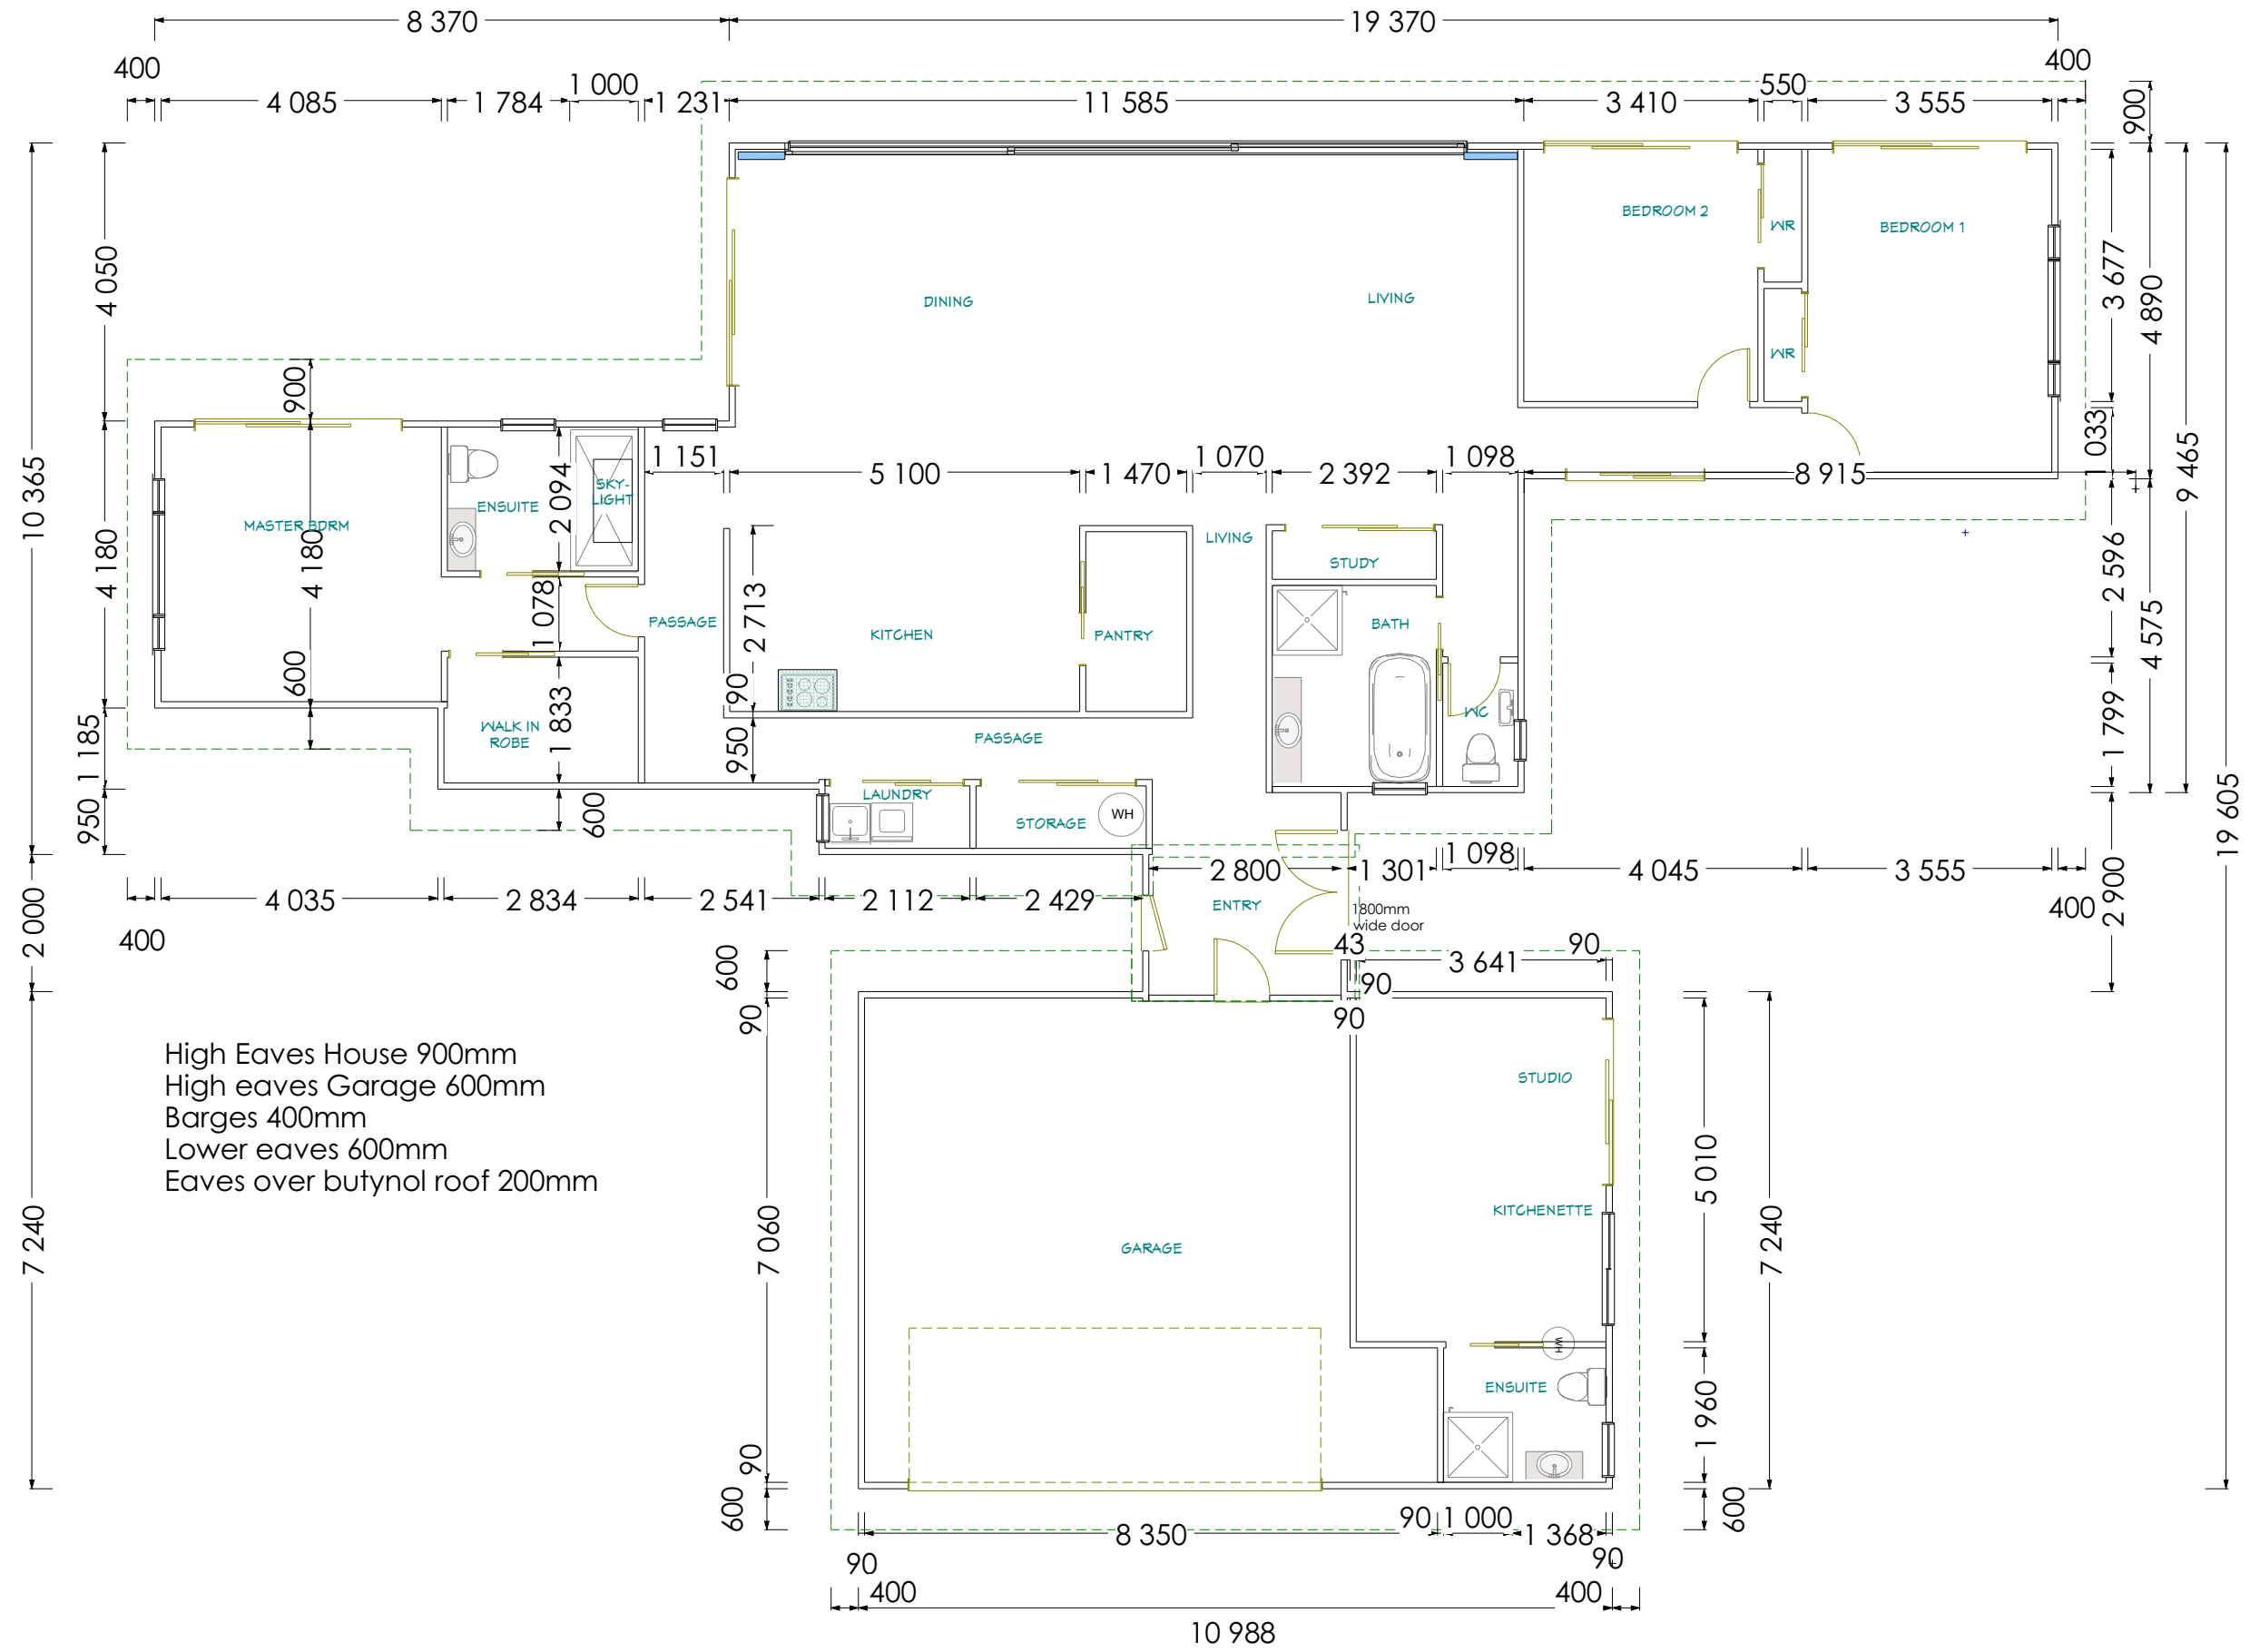 8 370
19 370
400
400
4 085
1 784
1 000
1 231
11 585
3 410
550
3 555
900
BEDROOM 2
WR
BEDROOM 1
4 050
3 677
4 890
DINING
LIVING
WR
900
1 033
10 365
1 151
5 100
1 470
1 070
2 392
1 098
8 915
9 465
SKY-
LIGHT
2 094
ENSUITE
MASTER BDRM
4 180
4 180
LIVING
STUDY
2 596
1 078
PASSAGE
2 713
KITCHEN
PANTRY
BATH
4 575
600
90
1 833
WALK IN
ROBE
WC
1 799
1 185
950
PASSAGE
950
600
LAUNDRY
STORAGE
WH
19 605
2 000
4 035
2 834
2 541
2 112
2 429
2 800
1 301
1 098
4 045
3 555
2 900
400
400
ENTRY
1800mm
wide door
43
3 641
90
600
90
90
90
High Eaves House 900mm
High eaves Garage 600mm
Barges 400mm
Lower eaves 600mm
Eaves over butynol roof 200mm
STUDIO
5 010
KITCHENETTE
7 240
7 060
7 240
GARAGE
WH
ENSUITE
1 960
90
600
600
8 350
90
1 000
1 368
90
90
400
400
10 988